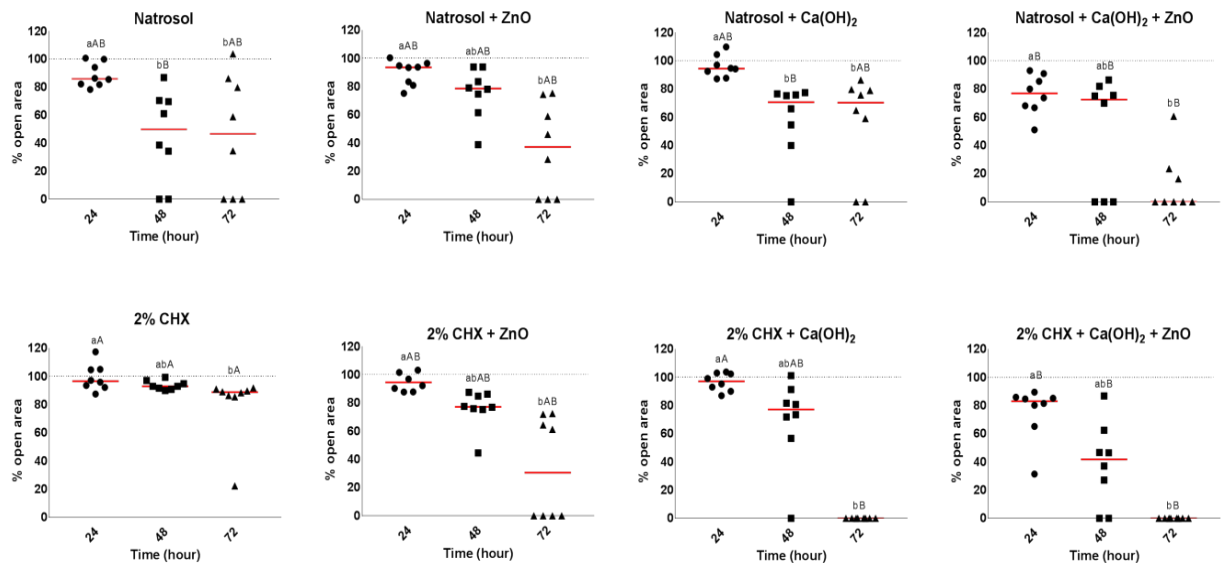 Natrosol
120
100
80
60
40
20
0
% open area
aAB
bB
bAB
24
48
72
Time (hour)
Natrosol + ZnO
120
100
80
60
40
20
0
% open area
aAB
abAB
bAB
24
48
72
Time (hour)
Natrosol + Ca(OH)₂
120
100
80
60
40
20
0
% open area
aAB
bB
bAB
24
48
72
Time (hour)
Natrosol + Ca(OH)₂ + ZnO
120
100
80
60
40
20
0
% open area
aB
abB
bB
24
48
72
Time (hour)
2% CHX
120
100
80
60
40
20
0
% open area
aA
abA
bA
24
48
72
Time (hour)
2% CHX + ZnO
120
100
80
60
40
20
0
% open area
aAB
abAB
bAB
24
48
72
Time (hour)
2% CHX + Ca(OH)₂
120
100
80
60
40
20
0
% open area
aA
abAB
bB
24
48
72
Time (hour)
2% CHX + Ca(OH)₂ + ZnO
120
100
80
60
40
20
0
% open area
aB
abB
bB
24
48
72
Time (hour)